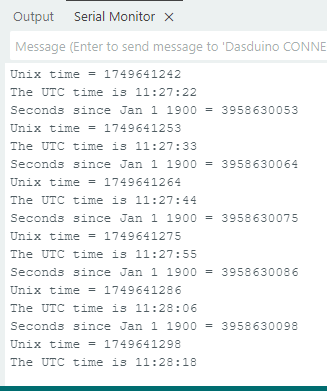 Output Serial Monitor ×
Message (Enter to send message to 'Dasduino CONNE
Unix time = 1749641242
The UTC time is 11:27:22
Seconds since Jan 1 1900 = 3958630053
Unix time = 1749641253
The UTC time is 11:27:33
Seconds since Jan 1 1900 = 3958630064
Unix time = 1749641264
The UTC time is 11:27:44
Seconds since Jan 1 1900 = 3958630075
Unix time = 1749641275
The UTC time is 11:27:55
Seconds since Jan 1 1900 = 3958630086
Unix time = 1749641286
The UTC time is 11:28:06
Seconds since Jan 1 1900 = 3958630098
Unix time = 1749641298
The UTC time is 11:28:18